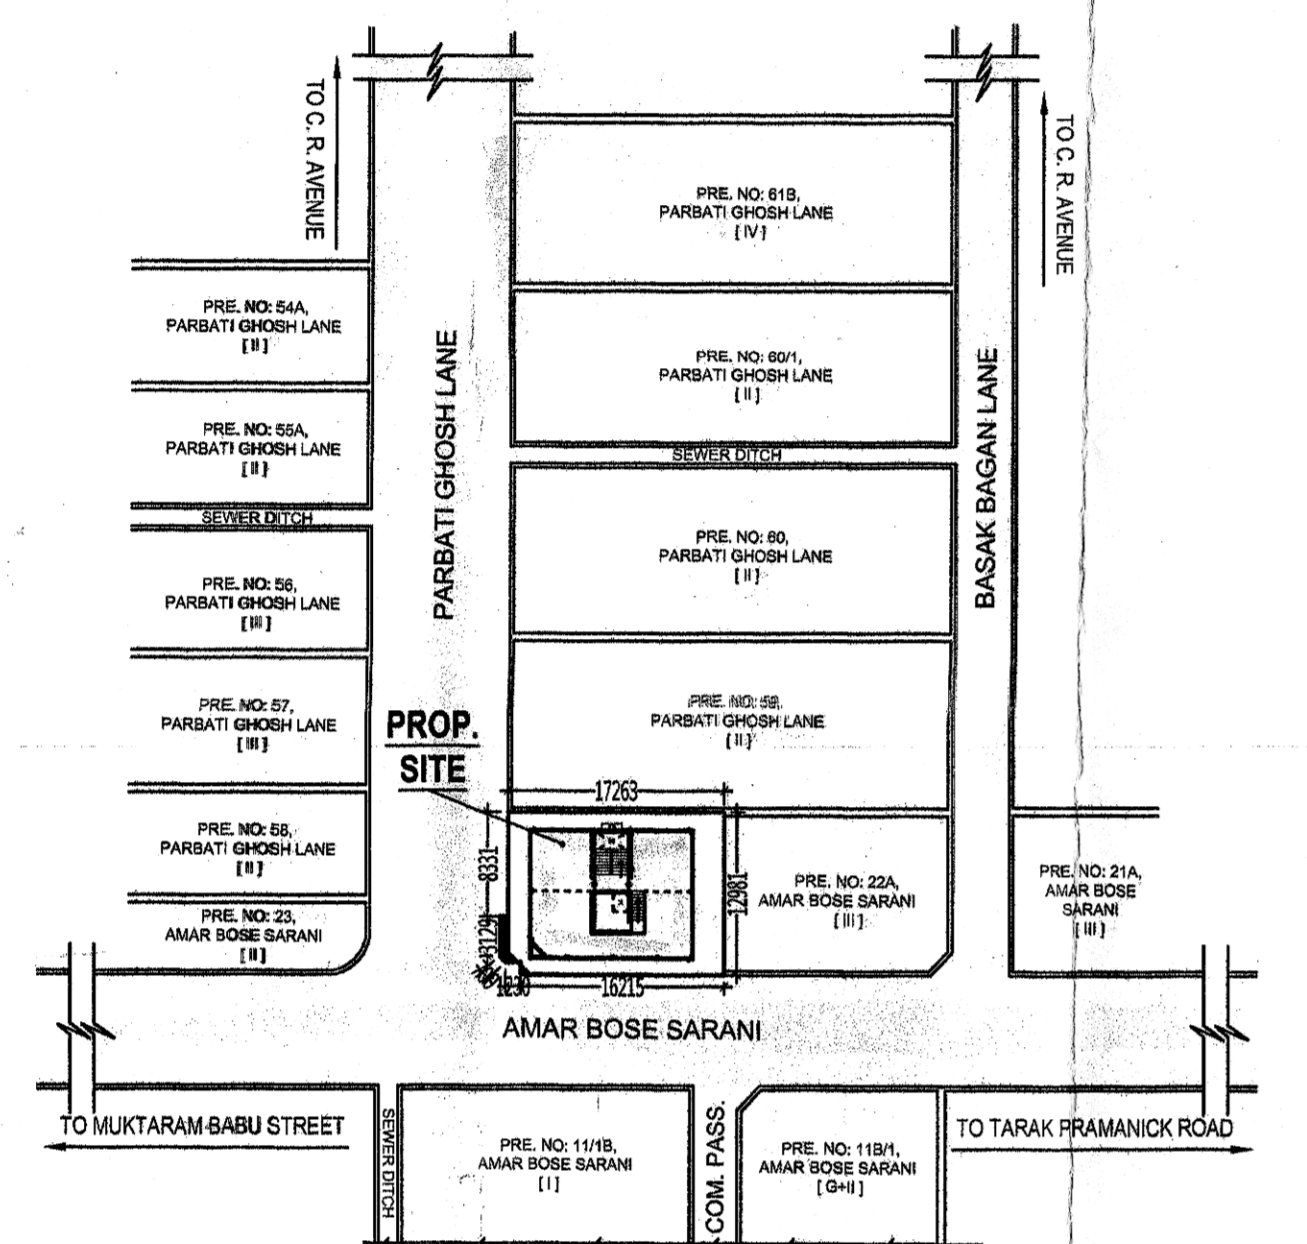 TO C. R. AVENUE
TO C. R. AVENUE
PRE. NO: 61B,
PARBATI GHOSH LANE
[ IV ]
PRE. NO: 54A,
PARBATI GHOSH LANE
[ II ]
PRE. NO: 60/1,
PARBATI GHOSH LANE
[ II ]
PARBATI GHOSH LANE
BASAK BAGAN LANE
PRE. NO: 55A,
PARBATI GHOSH LANE
[ II ]
SEWER DITCH
SEWER DITCH
PRE. NO: 60,
PARBATI GHOSH LANE
[ II ]
PRE. NO: 56,
PARBATI GHOSH LANE
[ III ]
PRE. NO: 57,
PARBATI GHOSH LANE
[ III ]
PRE. NO: 59,
PARBATI GHOSH LANE
[ II ]
PROP.
SITE
17263
8331
3129
12981
1230
16215
PRE. NO: 58,
PARBATI GHOSH LANE
PRE. NO: 23,
AMAR BOSE SARANI
PRE. NO: 22A,
AMAR BOSE SARANI
[ III ]
PRE. NO: 21A,
AMAR BOSE
SARANI
[ III ]
AMAR BOSE SARANI
TO MUKTARAM BABU STREET
SEWER DITCH
PRE. NO: 11/1B,
AMAR BOSE SARANI
[ I ]
COM. PASS.
PRE. NO: 11B/1,
AMAR BOSE SARANI
[ G+II ]
TO TARAK PRAMANICK ROAD